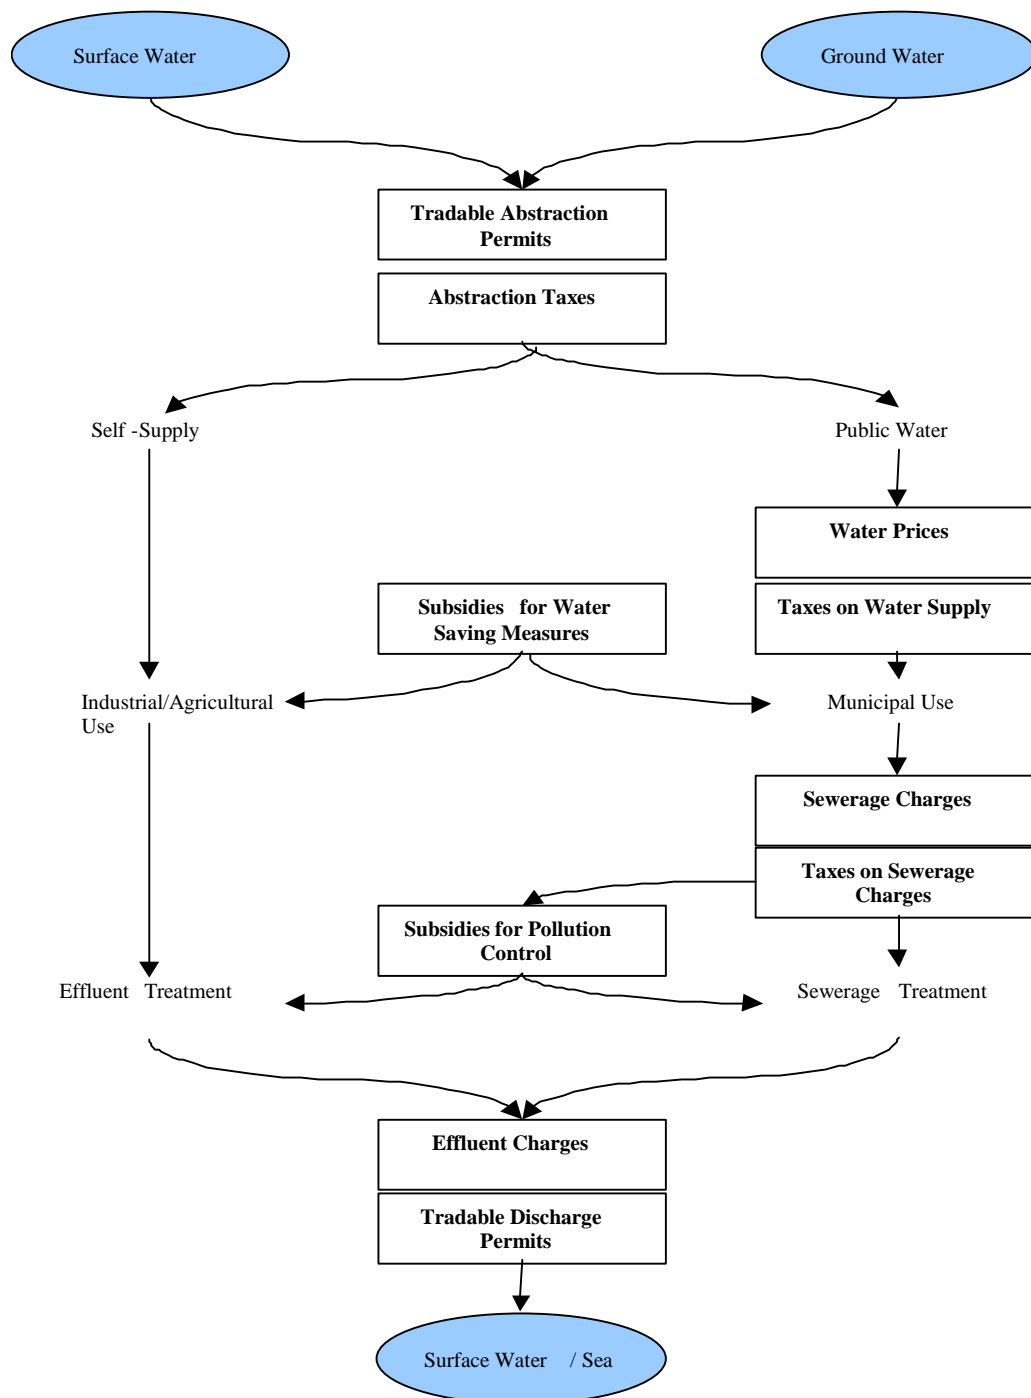 Surface Water
Ground Water
Tradable Abstraction
Permits
Abstraction Taxes
Self -Supply
Public Water
Water Prices
Subsidies for Water
Saving Measures
Taxes on Water Supply
Industrial/Agricultural
Use
Municipal Use
Sewerage Charges
Taxes on Sewerage
Charges
Subsidies for Pollution
Control
Effluent Treatment
Sewerage Treatment
Effluent Charges
Tradable Discharge
Permits
Surface Water / Sea